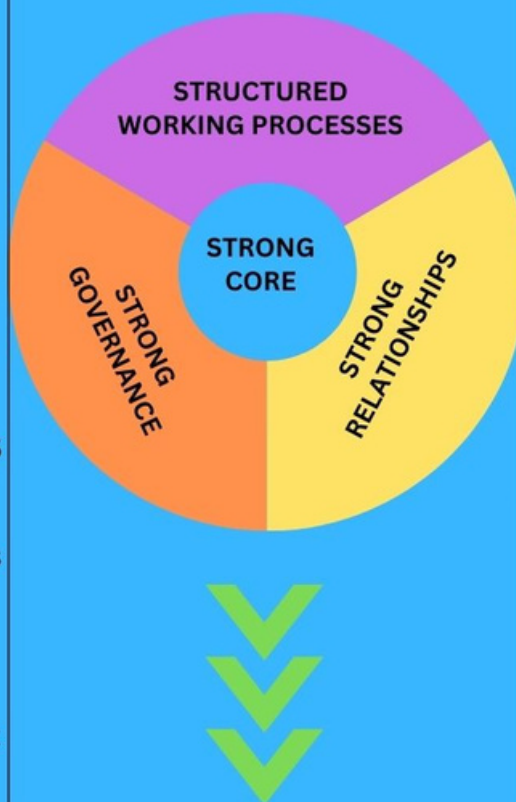 STRUCTURED
WORKING PROCESSES
STRONG
CORE
STRONG
GOVERNANCE
STRONG
RELATIONSHIPS